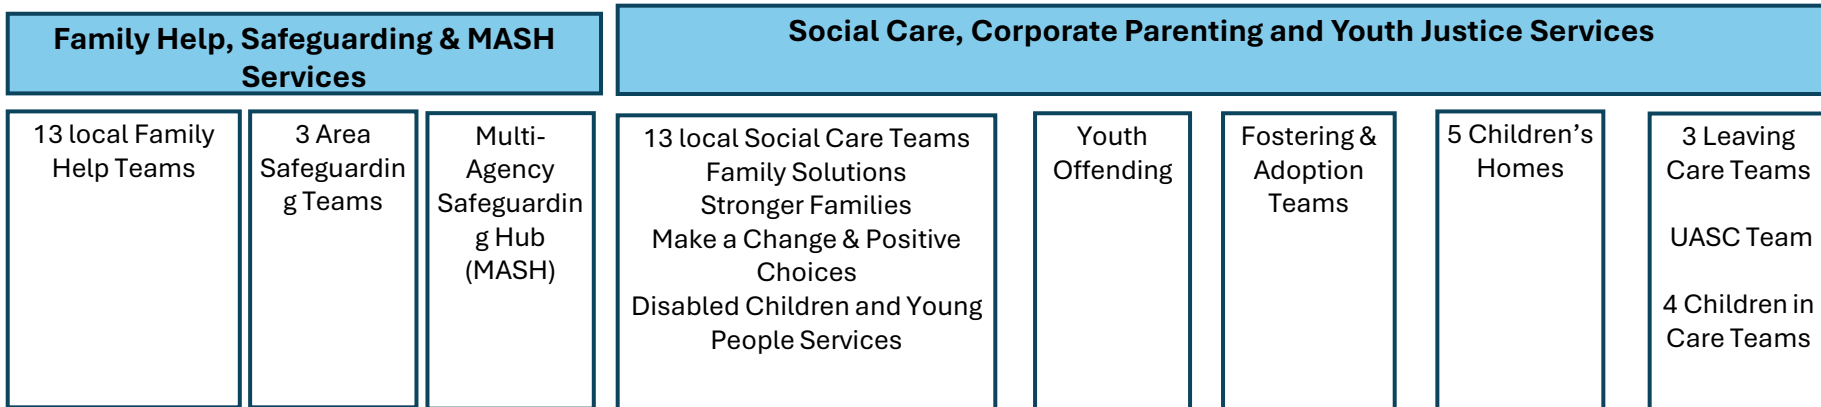 Family Help, Safeguarding & MASH
Services
Social Care, Corporate Parenting and Youth Justice Services
13 local Family
Help Teams
3 Area
Safeguardin
g Teams
Multi-
Agency
Safeguardin
g Hub
(MASH)
13 local Social Care Teams
Family Solutions
Stronger Families
Make a Change & Positive
Choices
Disabled Children and Young
People Services
Youth
Offending
Fostering &
Adoption
Teams
5 Children’s
Homes
3 Leaving
Care Teams
UASC Team
4 Children in
Care Teams